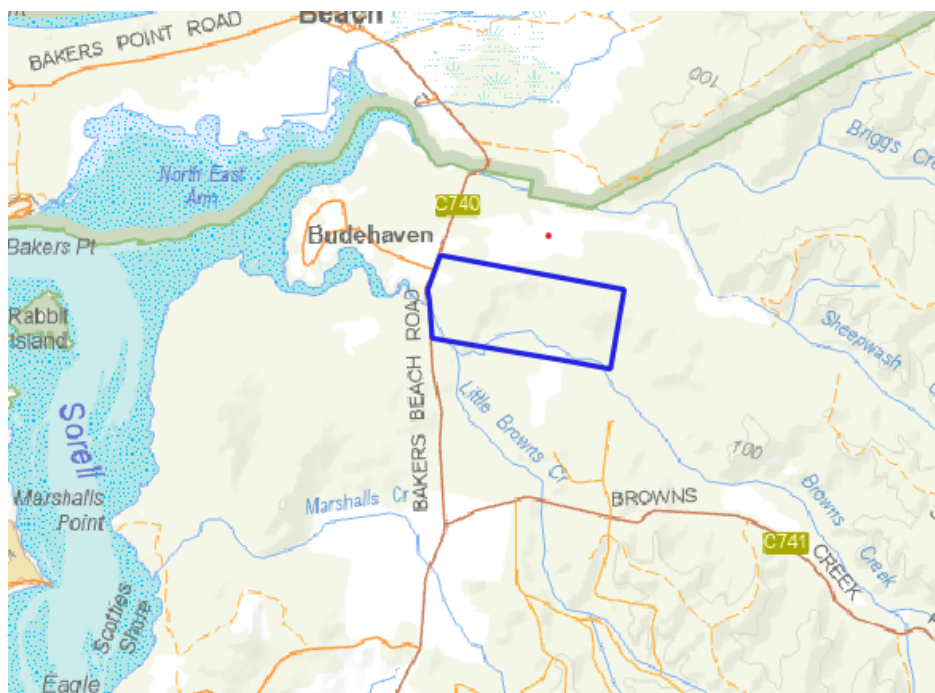 Beach
BAKERS POINT ROAD
100
Briggs Cre
North East
Arm
C740
Budehaven
Bakers Pt
Rabbit
Island
BAKERS BEACH ROAD
Sheepwash
Sorell
Little Browns Cr
100
Marshalls
Point
Marshalls Cr
BROWNS
CREEK
Browns
Creek
C741
Scotties
Shore
Eagle